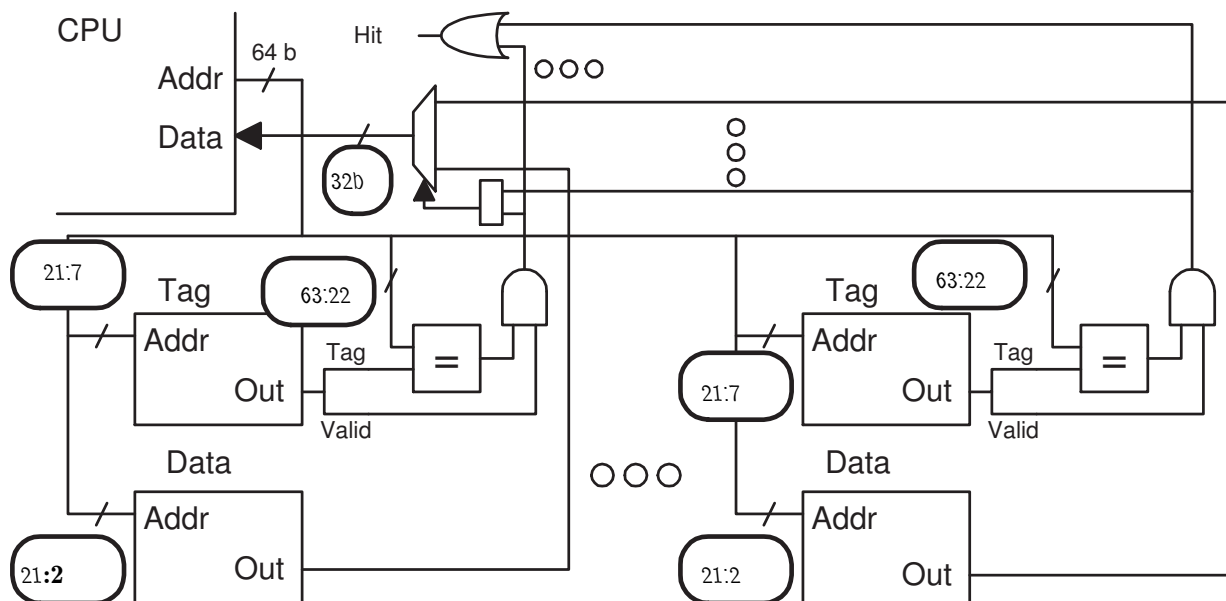 CPU
64 b
Hit
Addr
Data
32b
21:7
63:22
63:22
Tag
Tag
Addr
=
Addr
=
Tag
Tag
Out
21:7
Out
Valid
Valid
Data
Data
Addr
Addr
21:2
Out
21:2
Out